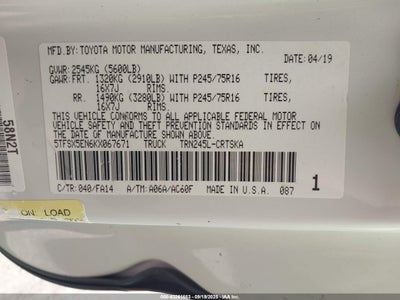 MFD.BY: TOYOTA MOTOR MANUFACTURING, TEXAS, INC.
DATE: 04/19
GVWR: 2545KG (5600LB)
GAWR: FRT. 1320KG (2910LB) WITH P245/75R16 TIRES,
16X7J RIMS
RR. 1490KG (3280LB) WITH P245/75R16 TIRES,
16X7J RIMS
THIS VEHICLE CONFORMS TO ALL APPLICABLE FEDERAL MOTOR
VEHICLE SAFETY AND THEFT PREVENTION STANDARDS IN EFFECT ON
THE DATE OF MANUFACTURE SHOWN ABOVE.
5TFSX5EN6KX067671 TRUCK TRN245L-CRTSKA
C/TR: 040/FA14 A/TM: A06A/AC60F MADE IN U.S.A. 087
1
58N2T
ON: LOAD